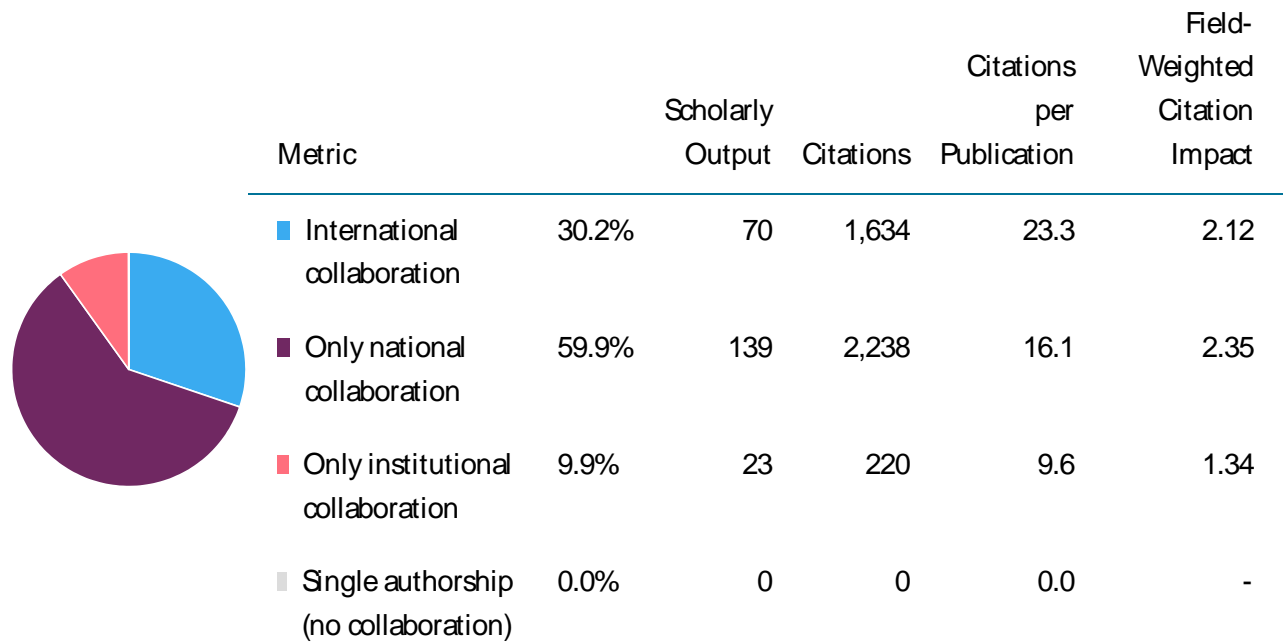 Metric Scholarly Output Citations Citations per Publication Field-Weighted Citation Impact
International collaboration 30.2% 70 1,634 23.3 2.12
Only national collaboration 59.9% 139 2,238 16.1 2.35
Only institutional collaboration 9.9% 23 220 9.6 1.34
Single authorship (no collaboration) 0.0% 0 0 0.0 -